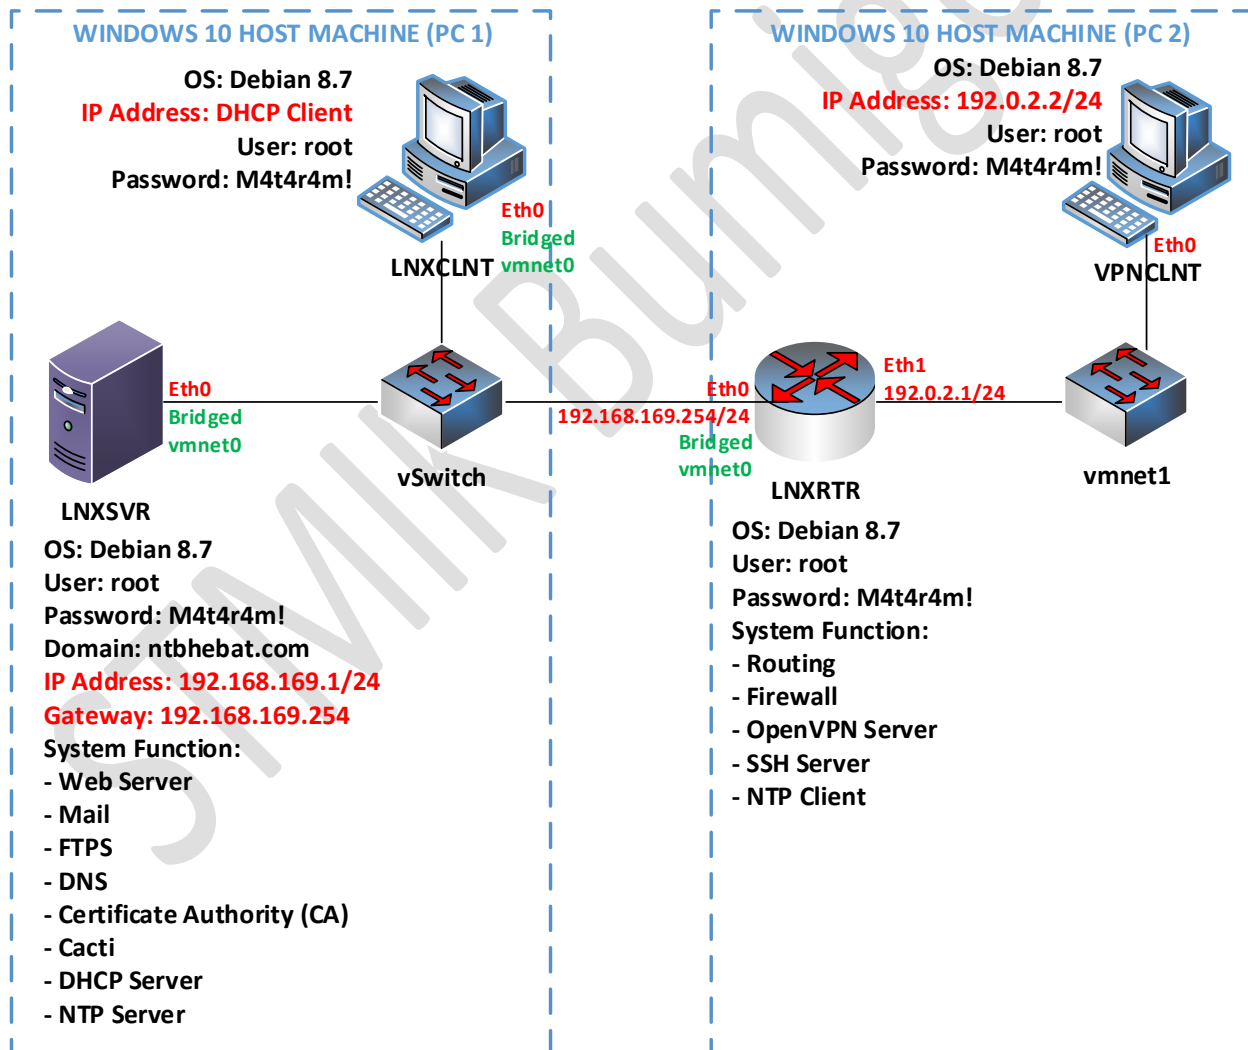 WINDOWS 10 HOST MACHINE (PC 1)
OS: Debian 8.7
IP Address: DHCP Client
User: root
Password: M4t4r4m!
Eth0
Bridged
vmnet0
LNXCLNT
Eth0
Bridged
vmnet0
vSwitch
LNXSVR
OS: Debian 8.7
User: root
Password: M4t4r4m!
Domain: ntbhebat.com
IP Address: 192.168.169.1/24
Gateway: 192.168.169.254
System Function:
- Web Server
- Mail
- FTPS
- DNS
- Certificate Authority (CA)
- Cacti
- DHCP Server
- NTP Server
WINDOWS 10 HOST MACHINE (PC 2)
OS: Debian 8.7
IP Address: 192.0.2.2/24
User: root
Password: M4t4r4m!
Eth0
VPNCLNT
Eth1
192.0.2.1/24
Eth0
192.168.169.254/24
Bridged
vmnet0
vmnet1
LNXRTR
OS: Debian 8.7
User: root
Password: M4t4r4m!
System Function:
- Routing
- Firewall
- OpenVPN Server
- SSH Server
- NTP Client
STMIK Bumigo